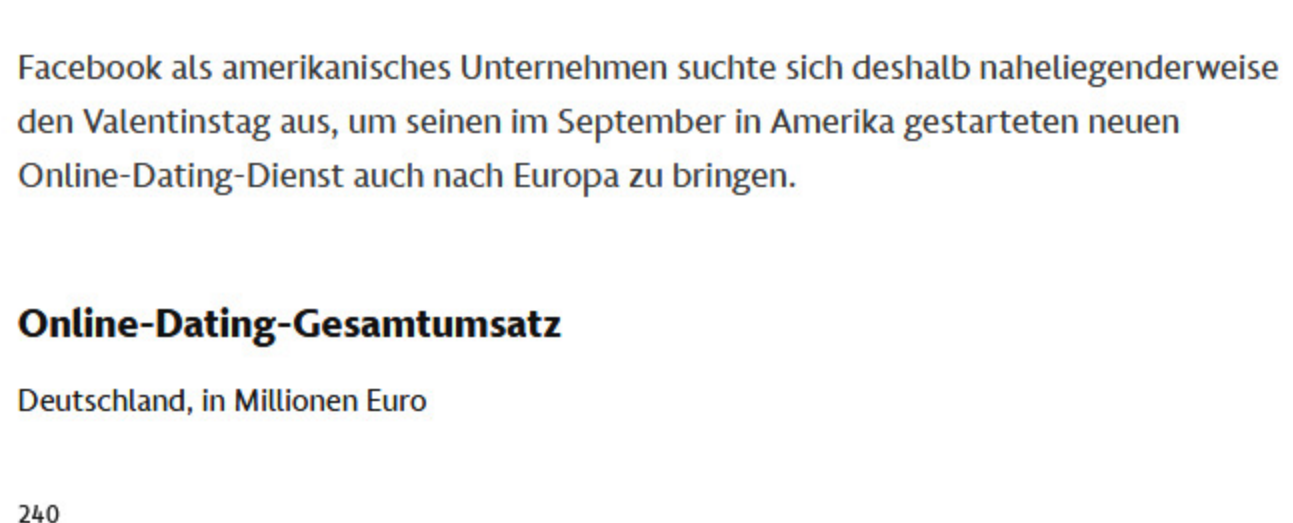 Facebook als amerikanisches Unternehmen suchte sich deshalb naheliegenderweise
den Valentinstag aus, um seinen im September in Amerika gestarteten neuen
Online-Dating-Dienst auch nach Europa zu bringen.
Online-Dating-Gesamtumsatz
Deutschland, in Millionen Euro
240